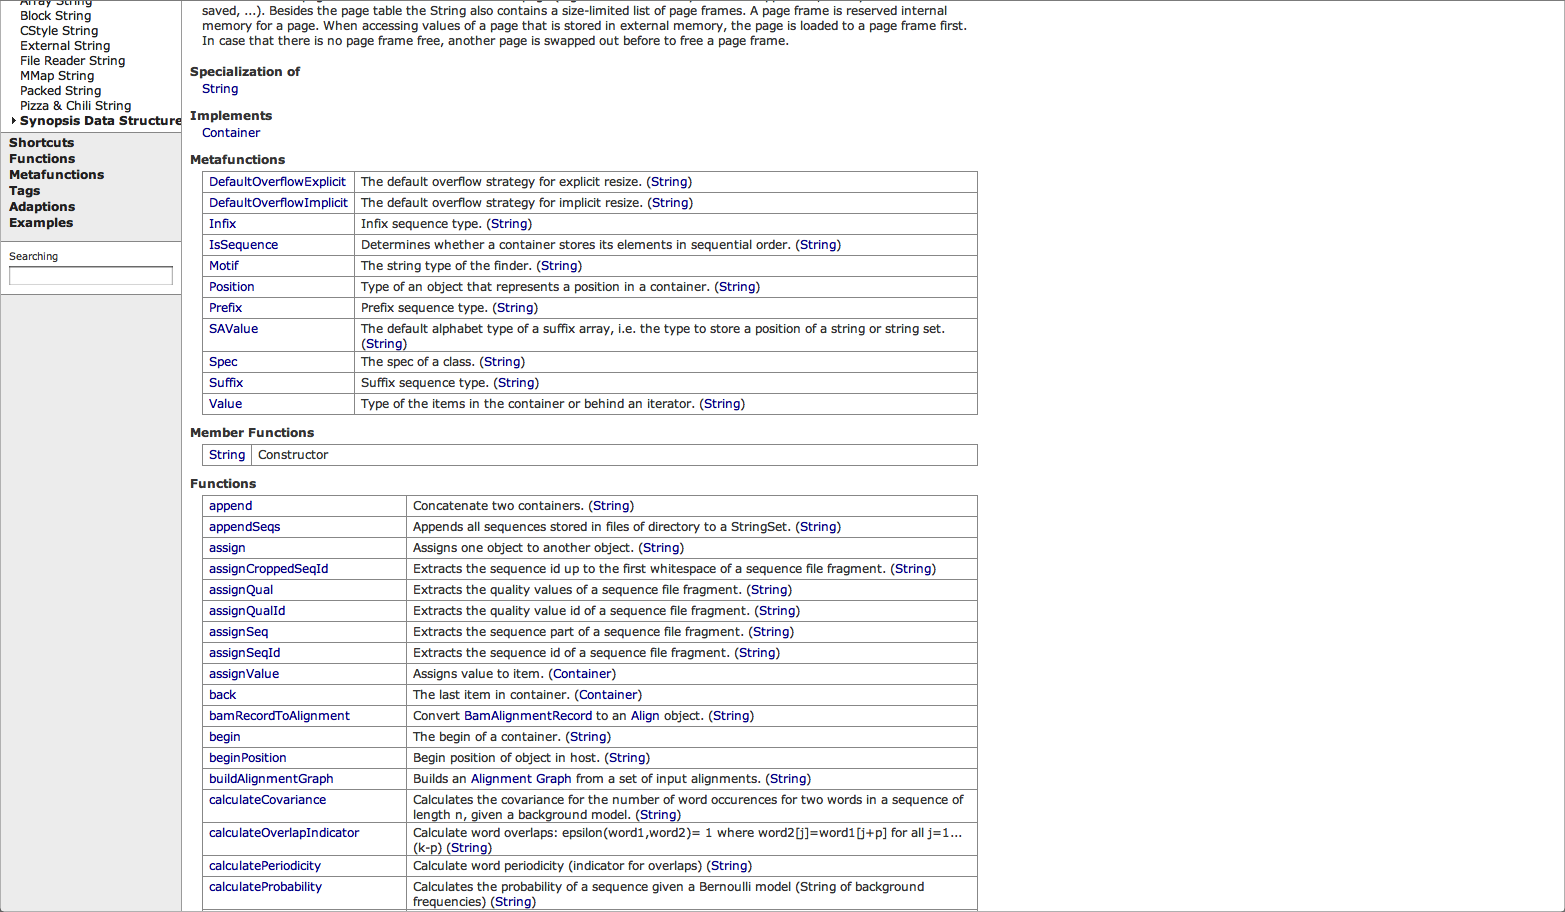 Array String
Block String
CStyle String
External String
File Reader String
MMap String
Packed String
Pizza & Chili String
Synopsis Data Structure
Shortcuts
Functions
Metafunctions
Tags
Adaptions
Examples
Searching
saved, ...). Besides the page table the String also contains a size-limited list of page frames. A page frame is reserved internal
memory for a page. When accessing values of a page that is stored in external memory, the page is loaded to a page frame first.
In case that there is no page frame free, another page is swapped out before to free a page frame.
Specialization of
String
Implements
Container
Metafunctions
DefaultOverflowExplicit The default overflow strategy for explicit resize. (String)
DefaultOverflowImplicit The default overflow strategy for implicit resize. (String)
Infix Infix sequence type. (String)
IsSequence Determines whether a container stores its elements in sequential order. (String)
Motif The string type of the finder. (String)
Position Type of an object that represents a position in a container. (String)
Prefix Prefix sequence type. (String)
SAValue The default alphabet type of a suffix array, i.e. the type to store a position of a string or string set.
(String)
Spec The spec of a class. (String)
Suffix Suffix sequence type. (String)
Value Type of the items in the container or behind an iterator. (String)
Member Functions
String Constructor
Functions
append Concatenate two containers. (String)
appendSeqs Appends all sequences stored in files of directory to a StringSet. (String)
assign Assigns one object to another object. (String)
assignCroppedSeqId Extracts the sequence id up to the first whitespace of a sequence file fragment. (String)
assignQual Extracts the quality values of a sequence file fragment. (String)
assignQualId Extracts the quality value id of a sequence file fragment. (String)
assignSeq Extracts the sequence part of a sequence file fragment. (String)
assignSeqId Extracts the sequence id of a sequence file fragment. (String)
assignValue Assigns value to item. (Container)
back The last item in container. (Container)
bamRecordToAlignment Convert BamAlignmentRecord to an Align object. (String)
begin The begin of a container. (String)
beginPosition Begin position of object in host. (String)
buildAlignmentGraph Builds an Alignment Graph from a set of input alignments. (String)
calculateCovariance Calculates the covariance for the number of word occurences for two words in a sequence of
length n, given a background model. (String)
calculateOverlapIndicator Calculate word overlaps: epsilon(word1,word2)= 1 where word2[j]=word1[j+p] for all j=1...
(k-p) (String)
calculatePeriodicity Calculate word periodicity (indicator for overlaps) (String)
calculateProbability Calculates the probability of a sequence given a Bernoulli model (String of background
frequencies) (String)